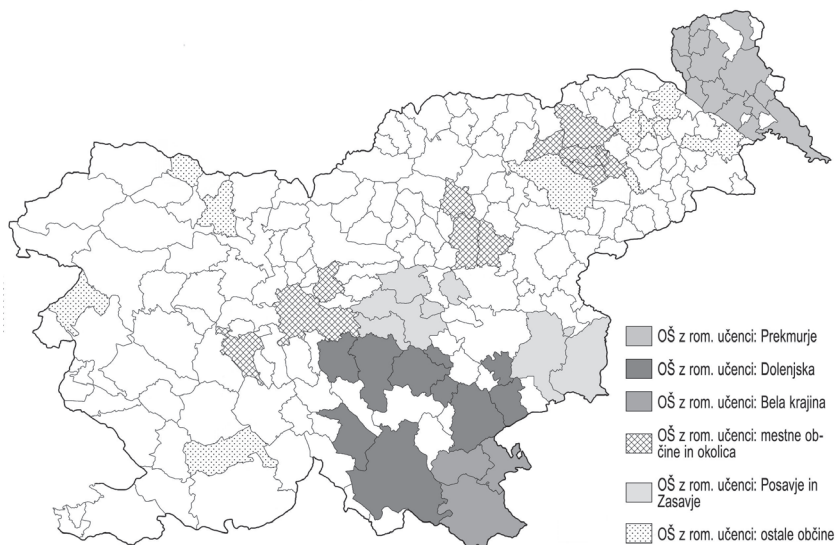 OŠ z rom. učenci: Prekmurje
OŠ z rom. učenci: Dolenjska
OŠ z rom. učenci: Bela krajina
OŠ z rom. učenci: mestne ob-
čine in okolica
OŠ z rom. učenci: Posavje in
Zasavje
OŠ z rom. učenci: ostale občine